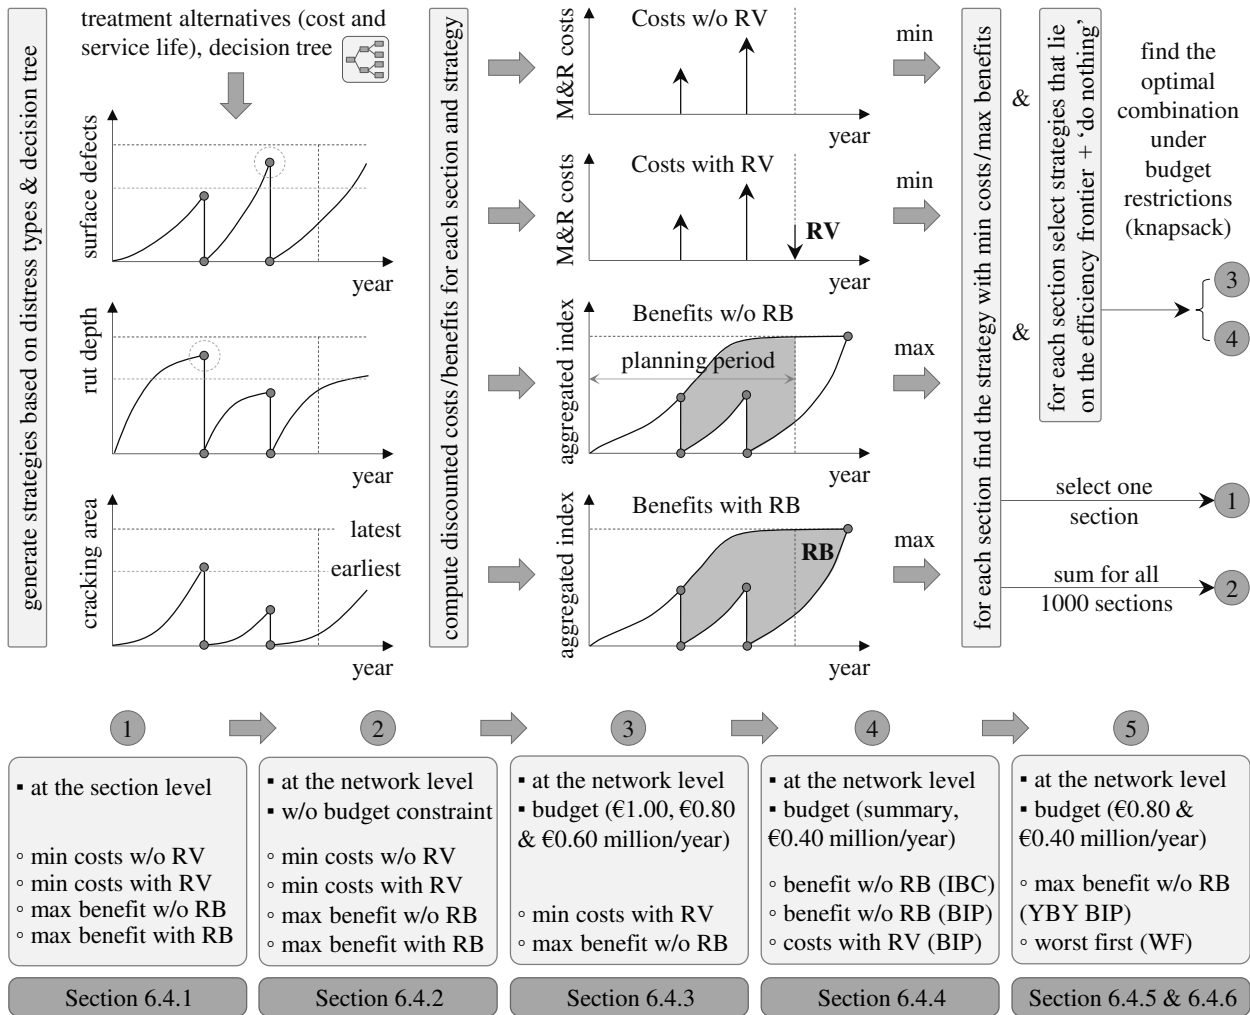 generate strategies based on distress types & decision tree
treatment alternatives (cost and
service life), decision tree
surface defects
year
rut depth
year
cracking area
latest
earliest
year
compute discounted costs/benefits for each section and strategy
M&R costs
Costs w/o RV
year
M&R costs
Costs with RV
RV
year
aggregated index
Benefits w/o RB
planning period
year
aggregated index
Benefits with RB
RB
year
min
min
max
max
for each section find the strategy with min costs/max benefits
&
&
for each section select strategies that lie
on the efficiency frontier + ‘do nothing’
find the
optimal
combination
under
budget
restrictions
(knapsack)
3
4
select one
section
1
sum for all
1000 sections
2
1
▪ at the section level
◦ min costs w/o RV
◦ min costs with RV
◦ max benefit w/o RB
◦ max benefit with RB
Section 6.4.1
2
▪ at the network level
▪ w/o budget constraint
◦ min costs w/o RV
◦ min costs with RV
◦ max benefit w/o RB
◦ max benefit with RB
Section 6.4.2
3
▪ at the network level
▪ budget (€1.00, €0.80
& €0.60 million/year)
◦ min costs with RV
◦ max benefit w/o RB
Section 6.4.3
4
▪ at the network level
▪ budget (summary,
€0.40 million/year)
◦ benefit w/o RB (IBC)
◦ benefit w/o RB (BIP)
◦ costs with RV (BIP)
Section 6.4.4
5
▪ at the network level
▪ budget (€0.80 &
€0.40 million/year)
◦ max benefit w/o RB
(YBY BIP)
◦ worst first (WF)
Section 6.4.5 & 6.4.6